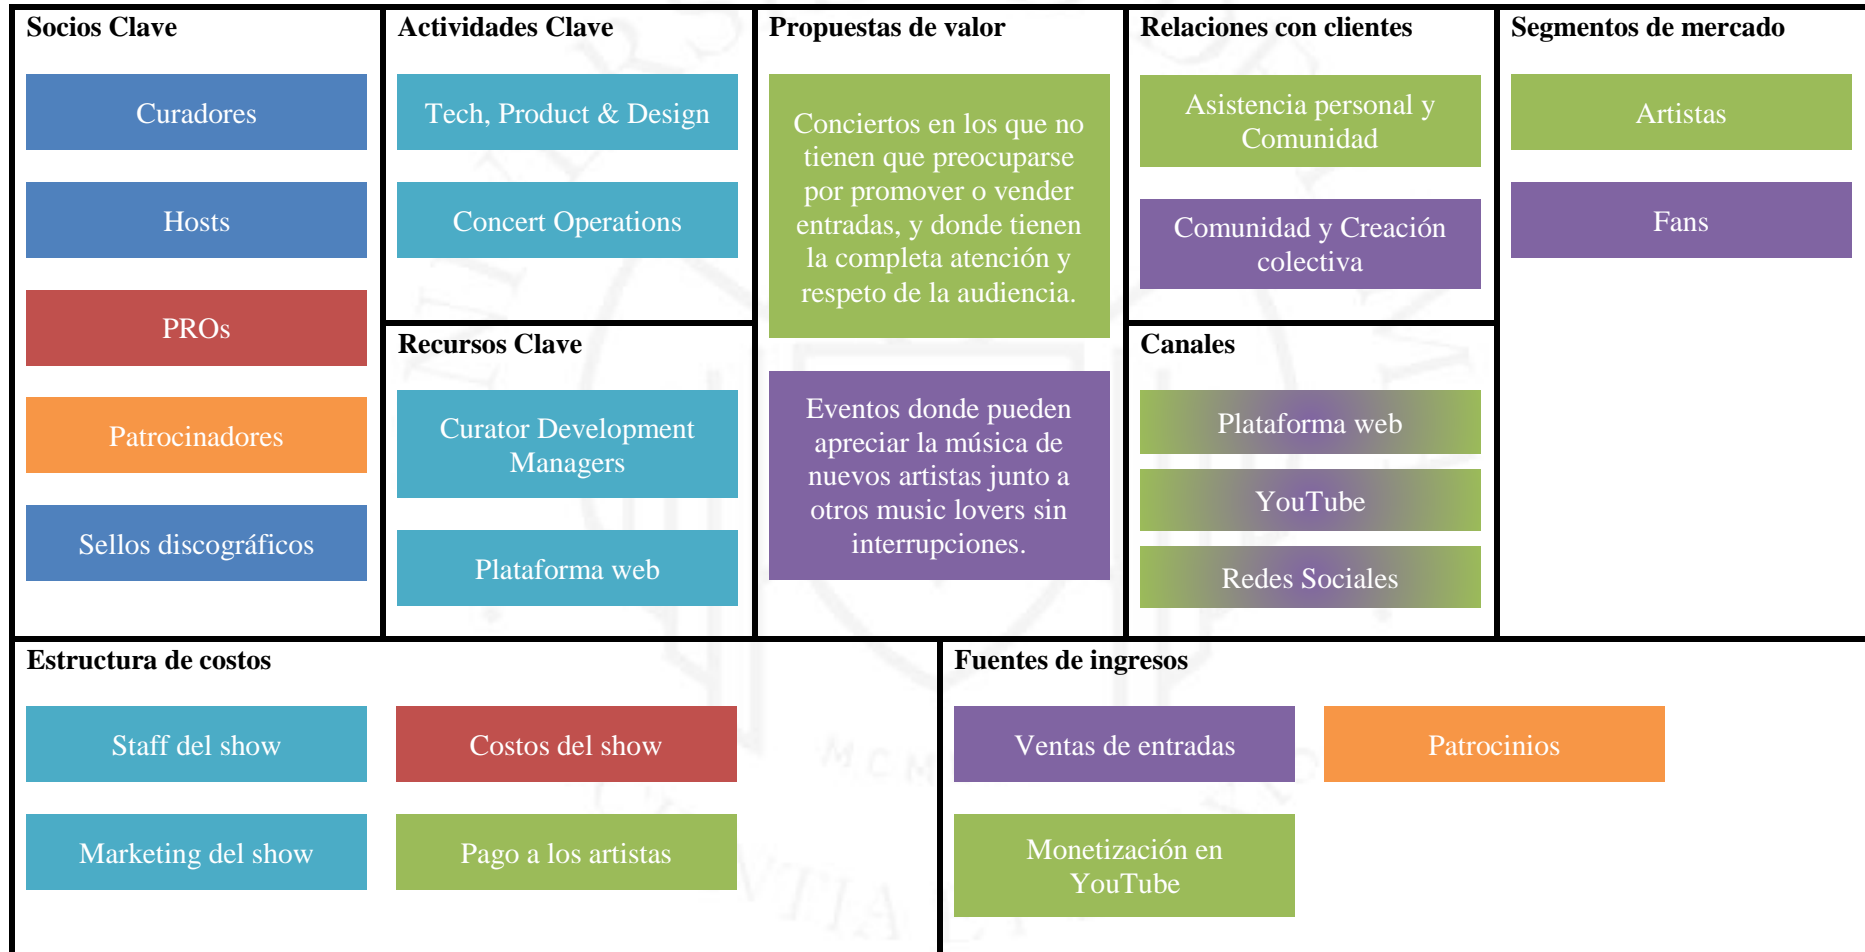 Socios Clave
Curadores
Hosts
PROs
Patrocinadores
Sellos discográficos
Actividades Clave
Tech, Product & Design
Concert Operations
Recursos Clave
Curator Development
Managers
Plataforma web
Propuestas de valor
Conciertos en los que no
tienen que preocuparse
por promover o vender
entradas, y donde tienen
la completa atención y
respeto de la audiencia.
Eventos donde pueden
apreciar la música de
nuevos artistas junto a
otros music lovers sin
interrupciones.
Relaciones con clientes
Asistencia personal y
Comunidad
Comunidad y Creación
colectiva
Canales
Plataforma web
YouTube
Redes Sociales
Segmentos de mercado
Artistas
Fans
Estructura de costos
Staff del show
Costos del show
Marketing del show
Pago a los artistas
Fuentes de ingresos
Ventas de entradas
Patrocinios
Monetización en
YouTube